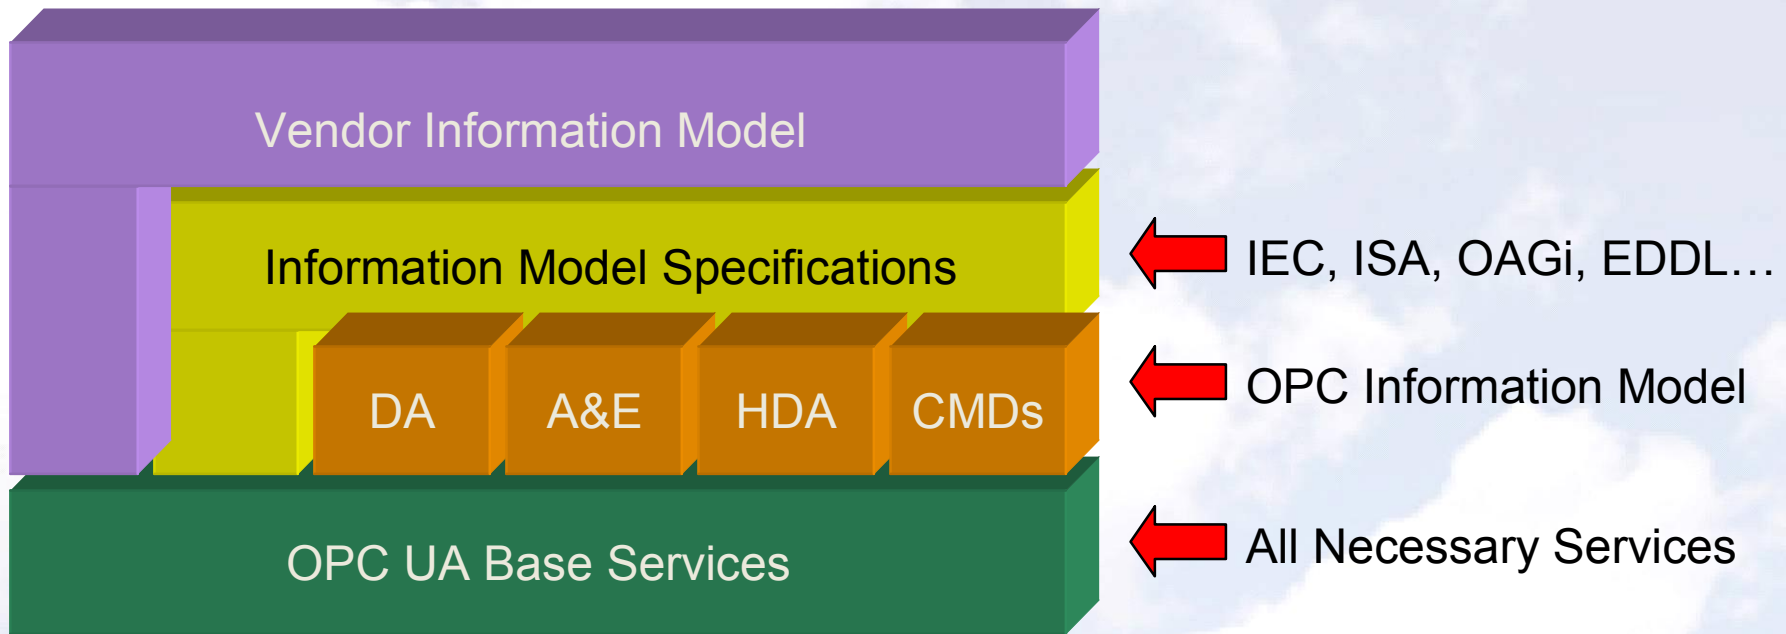 Vendor Information Model
Information Model Specifications
IEC, ISA, OAGi, EDDL…
DA
A&E
HDA
CMDs
OPC Information Model
OPC UA Base Services
All Necessary Services